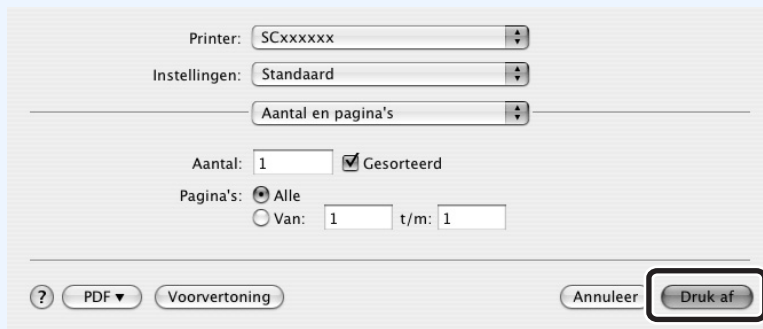 Printer: SCxxxxxx
Instellingen: Standaard
Aantal en pagina's
Aantal: 1 Gesorteerd
Pagina's: Alle
Van: 1 t/m: 1
? PDF▼ Voorvertoning Annuleer Druk af